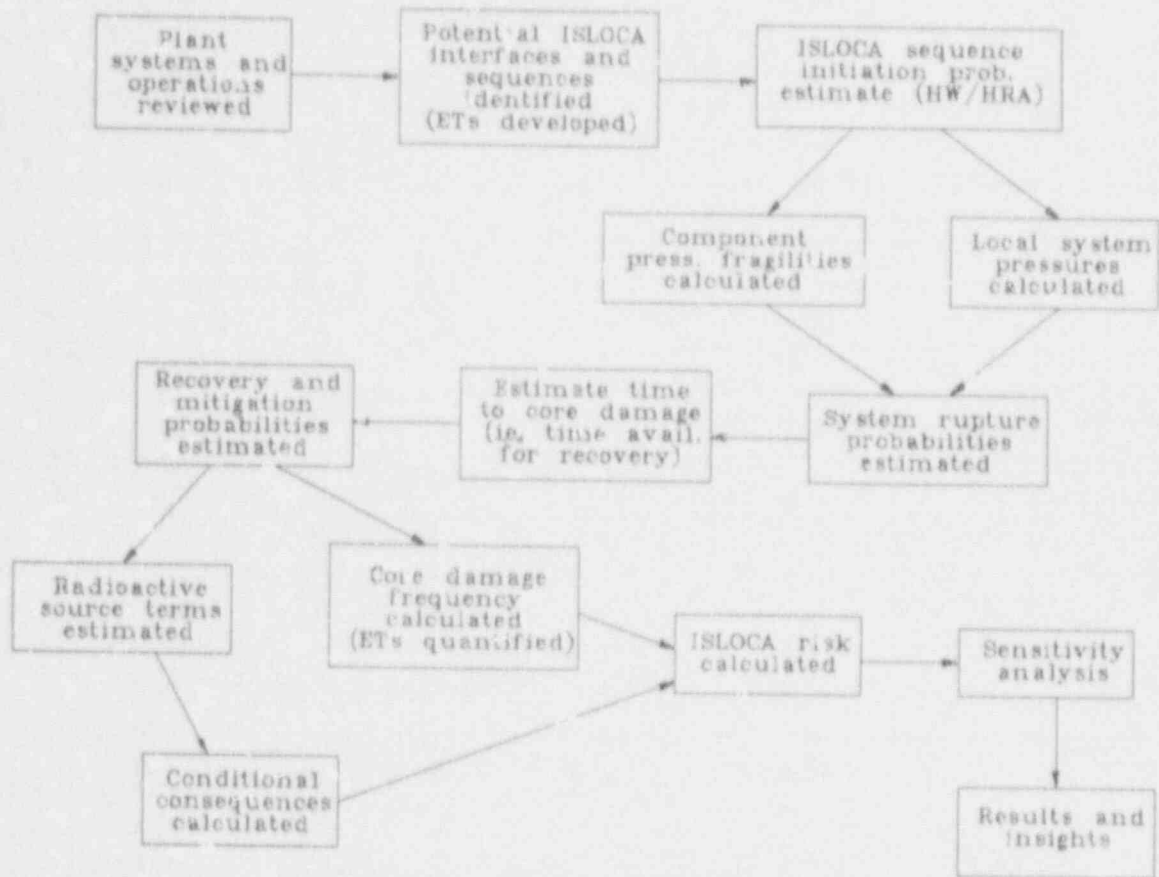 Plant
systems and
operations
reviewed
Potential ISLOCA
interfaces and
sequences
identified
(ETs developed)
ISLOCA sequence
initiation prob.
estimate (HW/HRA)
Component
press. fragilities
calculated
Local system
pressures
calculated
Recovery and
mitigation
probabilities
estimated
Estimate time
to core damage
(ie, time avail.
for recovery)
System rupture
probabilities
estimated
Radioactive
source terms
estimated
Core damage
frequency
calculated
(ETs quantified)
ISLOCA risk
calculated
Sensitivity
analysis
Conditional
consequences
calculated
Results and
insights